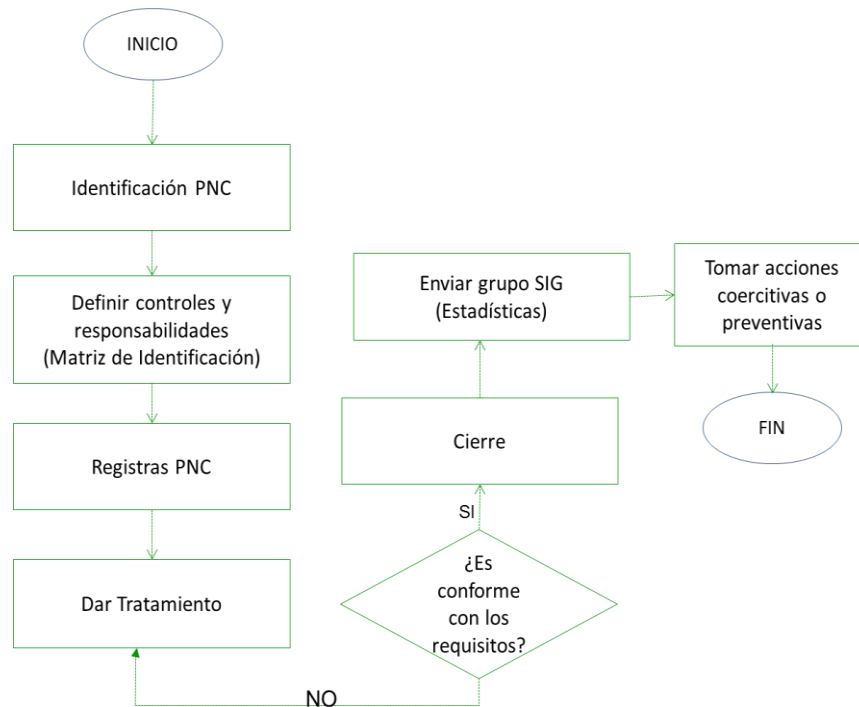 INICIO
Identificación PNC
Definir controles y
responsabilidades
(Matriz de Identificación)
Registras PNC
Dar Tratamiento
NO
¿Es
conforme
con los
requisitos?
SI
Cierre
Enviar grupo SIG
(Estadísticas)
Tomar acciones
coercitivas o
preventivas
FIN